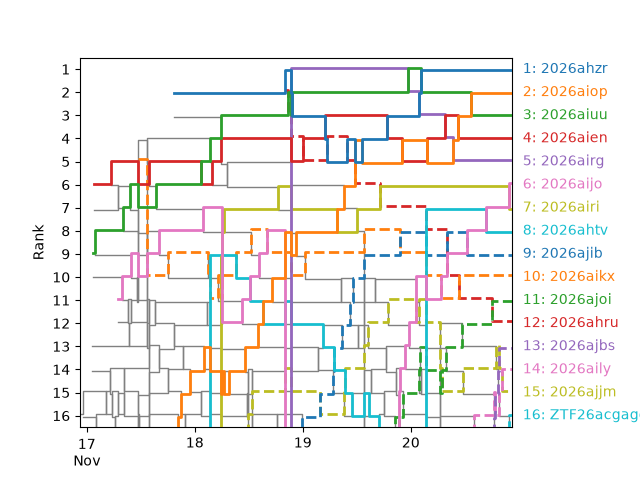 1
2
3
4
5
6
7
8
9
10
11
12
13
14
15
16
Rank
17
18
19
20
Nov
1: 2026ahzr
2: 2026aiop
3: 2026aiuu
4: 2026aien
5: 2026airg
6: 2026aijo
7: 2026airi
8: 2026ahtv
9: 2026ajib
10: 2026aikx
11: 2026ajoi
12: 2026ahru
13: 2026ajbs
14: 2026aily
15: 2026ajjm
16: ZTF26acgag